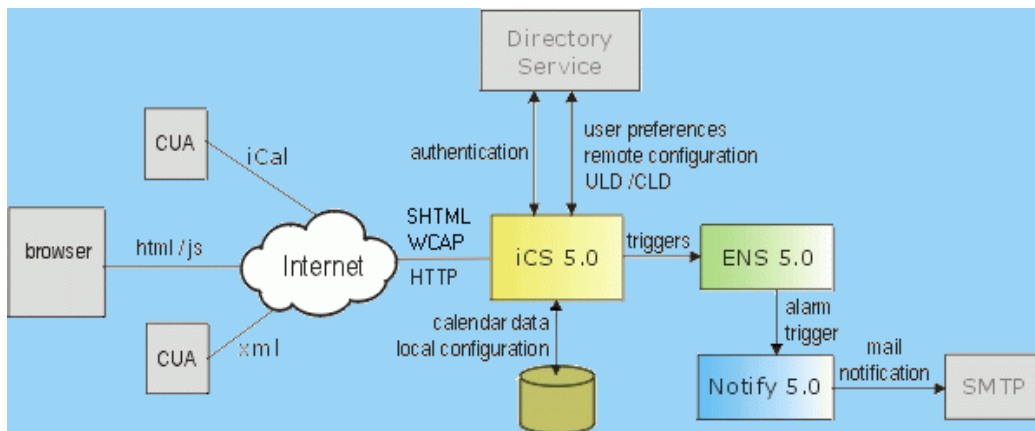 Directory
Service
CUA
iCal
authentication
user preferences
remote configuration
ULD /CLD
browser
html / js
Internet
SHTML
WCAP
HTTP
iCS 5.0
triggers
ENS 5.0
CUA
xml
calendar data
local configuration
alarm
trigger
Notify 5.0
mail
notification
SMTP